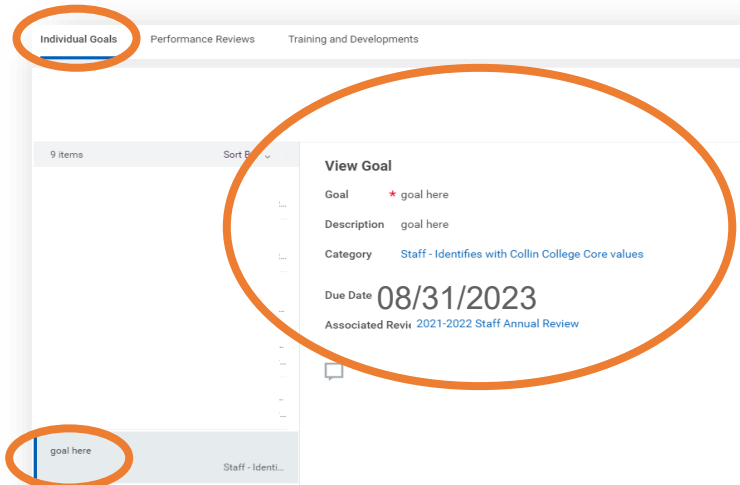 Individual Goals Performance Reviews Training and Developments
9 items Sort
View Goal
Goal * goal here
Description goal here
Category Staff - Identifies with Collin College Core values
Due Date 08/31/2023
Associated Revie 2021-2022 Staff Annual Review
goal here
Staff - Identi...